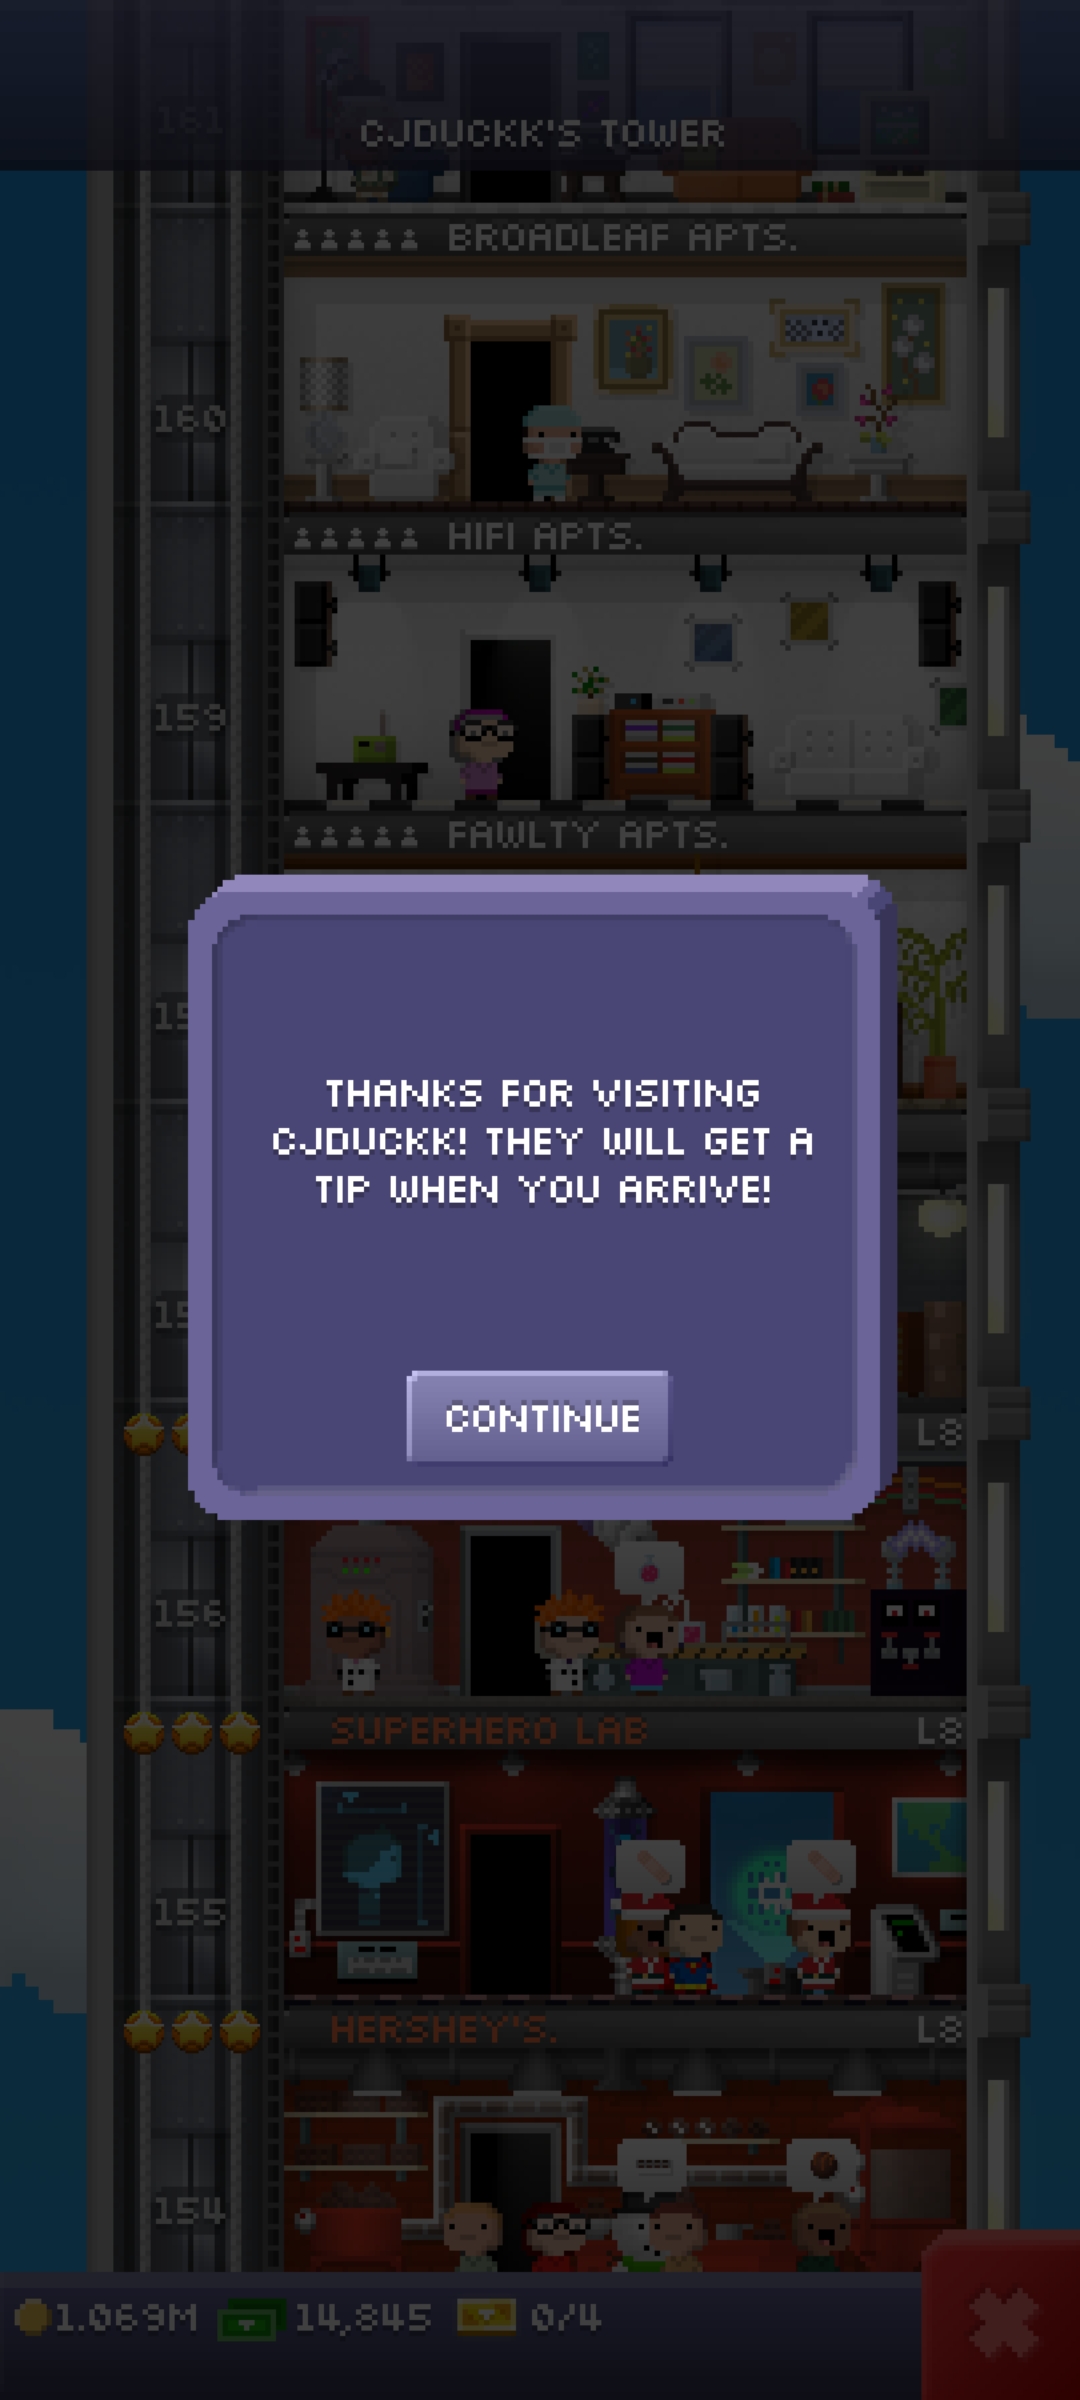 161
CJDUCKK'S TOWER
BROADLEAF APTS.
160
HIFI APTS.
159
FAWLTY APTS.
THANKS FOR VISITING
CJDUCKK! THEY WILL GET A
TIP WHEN YOU ARRIVE!
CONTINUE
L8
156
SUPERHERO LAB L8
155
HERSHEY'S. L8
154
1.069M 14,845 0/4